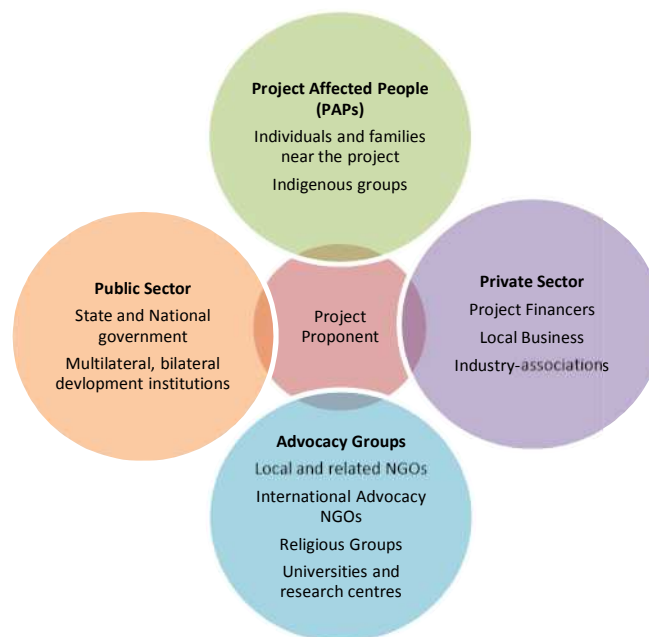 Project Affected People
(PAPs)
Individuals and families
near the project
Indigenous groups
Public Sector
State and National
government
Multilateral, bilateral
devlopment institutions
Project
Proponent
Private Sector
Project Financers
Local Business
Industry-associations
Advocacy Groups
Local and related NGOs
International Advocacy
NGOs
Religious Groups
Universities and
research centres